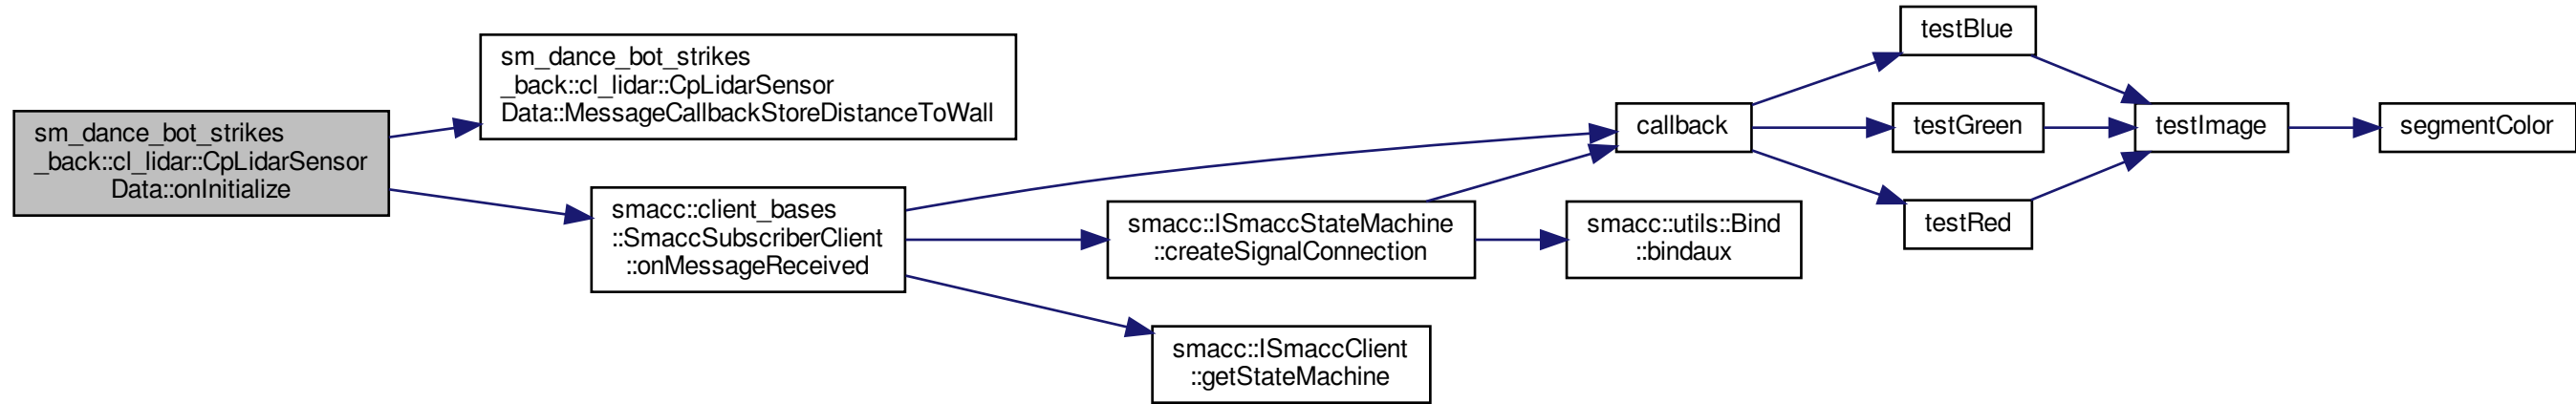 sm_dance_bot_strikes
_back::cl_lidar::CpLidarSensor
Data::onInitialize
sm_dance_bot_strikes
_back::cl_lidar::CpLidarSensor
Data::MessageCallbackStoreDistanceToWall
smacc::client_bases
::SmaccSubscriberClient
::onMessageReceived
smacc::ISmaccStateMachine
::createSignalConnection
smacc::ISmaccClient
::getStateMachine
callback
smacc::utils::Bind
::bindaux
testBlue
testGreen
testRed
testImage
segmentColor